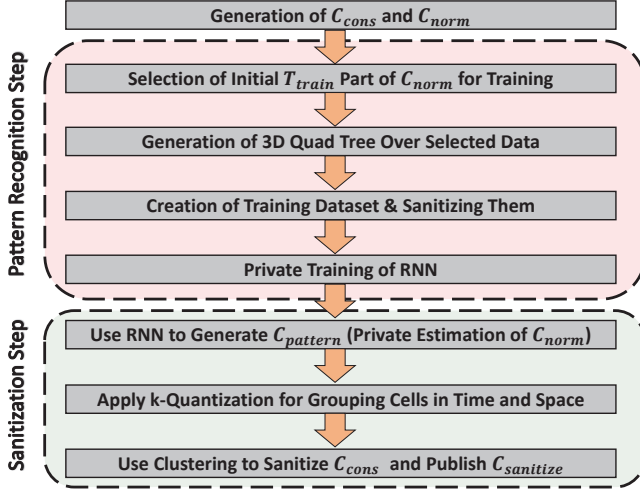 Generation of C_cons and C_norm
Pattern Recognition Step
Selection of Initial T_train Part of C_norm for Training
Generation of 3D Quad Tree Over Selected Data
Creation of Training Dataset & Sanitizing Them
Private Training of RNN
Sanitization Step
Use RNN to Generate C_pattern (Private Estimation of C_norm)
Apply k-Quantization for Grouping Cells in Time and Space
Use Clustering to Sanitize C_cons and Publish C_sanitize